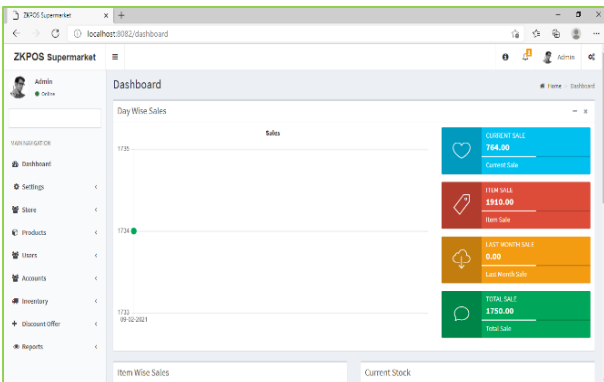 ZKPOS Supermarket
localhost:8082/dashboard
ZKPOS Supermarket
Admin
Admin
Online
Dashboard
Home
Dashboard
MAIN NAVIGATION
Dashboard
Settings
Store
Products
Users
Accounts
Inventory
Discount Offer
Reports
Day Wise Sales
Sales
1735
1734
1733
09-02-2021
CURRENT SALE
764.00
Current Sale
ITEM SALE
1910.00
Item Sale
LAST MONTH SALE
0.00
Last Month Sale
TOTAL SALE
1750.00
Total Sale
Item Wise Sales
Current Stock